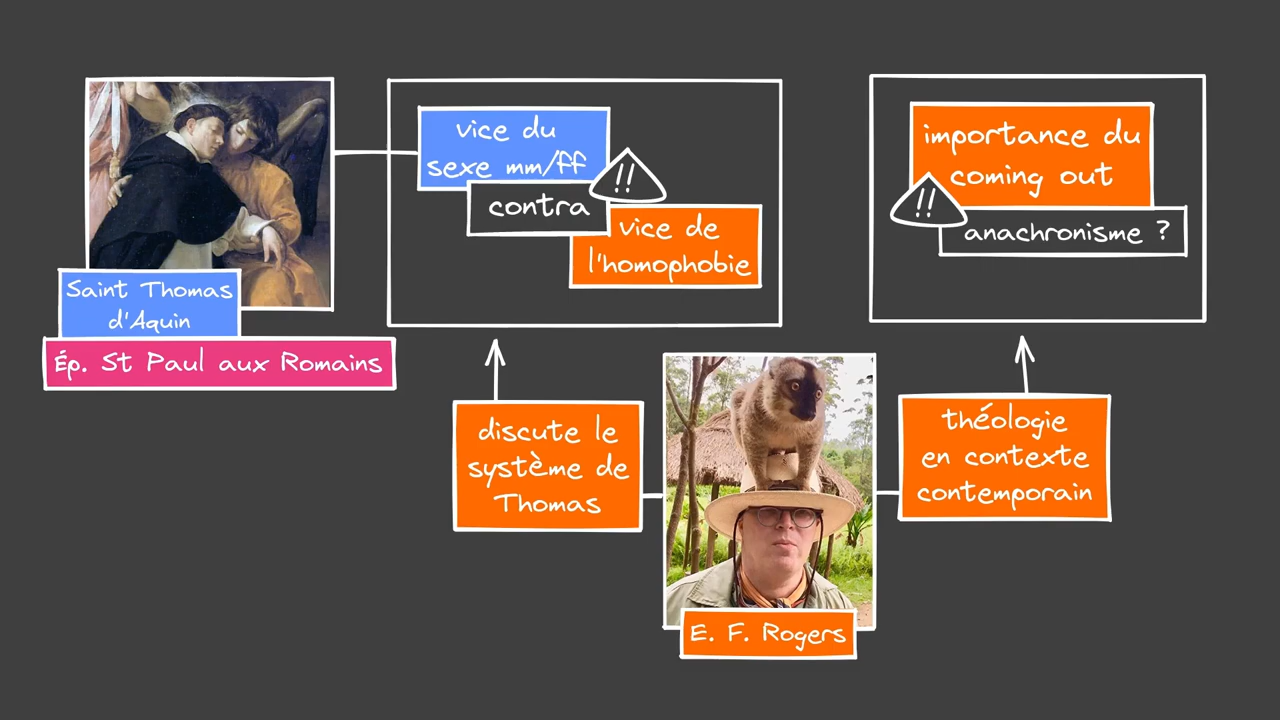 Saint Thomas
d'Aquin
Ép. St Paul aux Romains
vice du
sexe mm/ff
!!
contra
vice de
l'homophobie
importance du
coming out
!!
anachronisme ?
discute le
système de
Thomas
E. F. Rogers
théologie
en contexte
contemporain